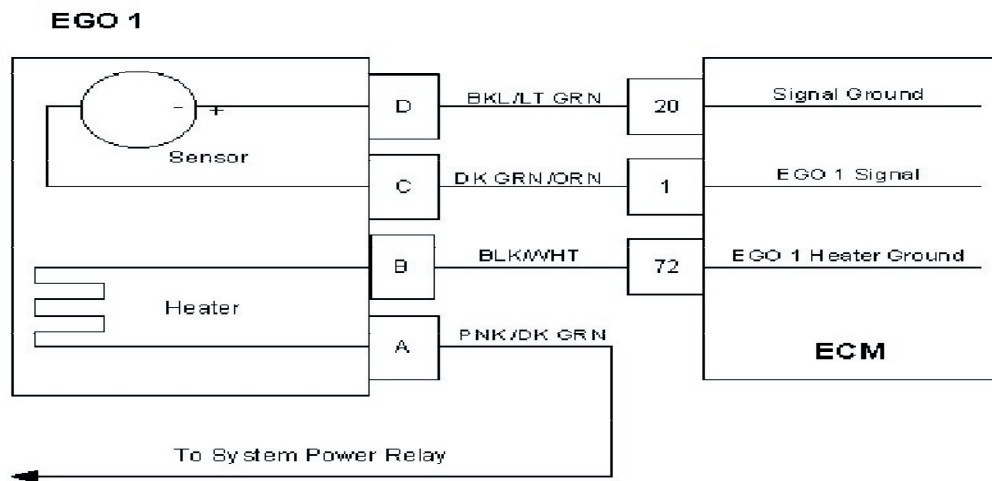 EGO 1
D
BKL/LT GRN
20
Signal Ground
- +
Sensor
C
DK GRN/ORN
1
EGO 1 Signal
B
BLK/WHT
72
EGO 1 Heater Ground
Heater
A
PNK/DK GRN
ECM
To System Power Relay